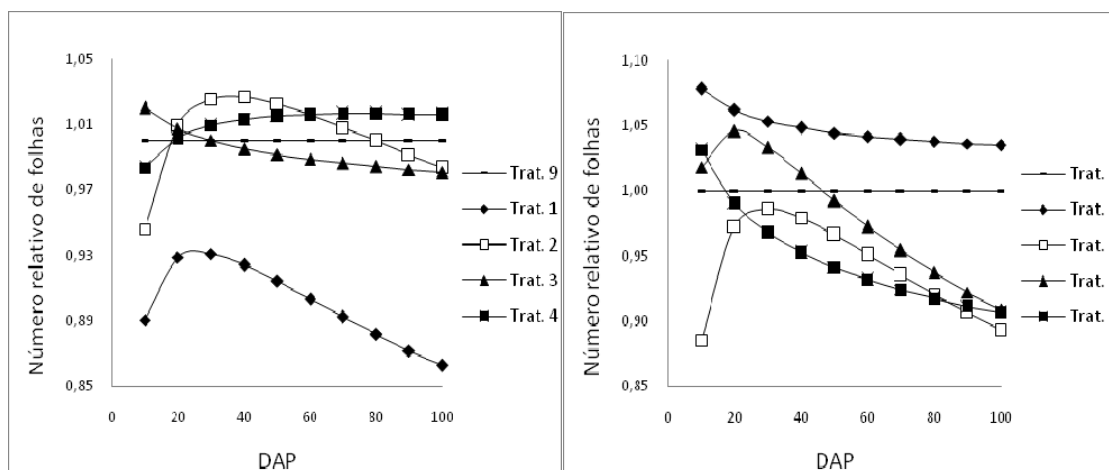 Número relativo de folhas
1,05
1,01
0,97
0,93
0,89
0,85
0
20
40
60
80
100
DAP
Trat. 9
Trat. 1
Trat. 2
Trat. 3
Trat. 4
Número relativo de folhas
1,10
1,05
1,00
0,95
0,90
0,85
0
20
40
60
80
100
DAP
Trat.
Trat.
Trat.
Trat.
Trat.